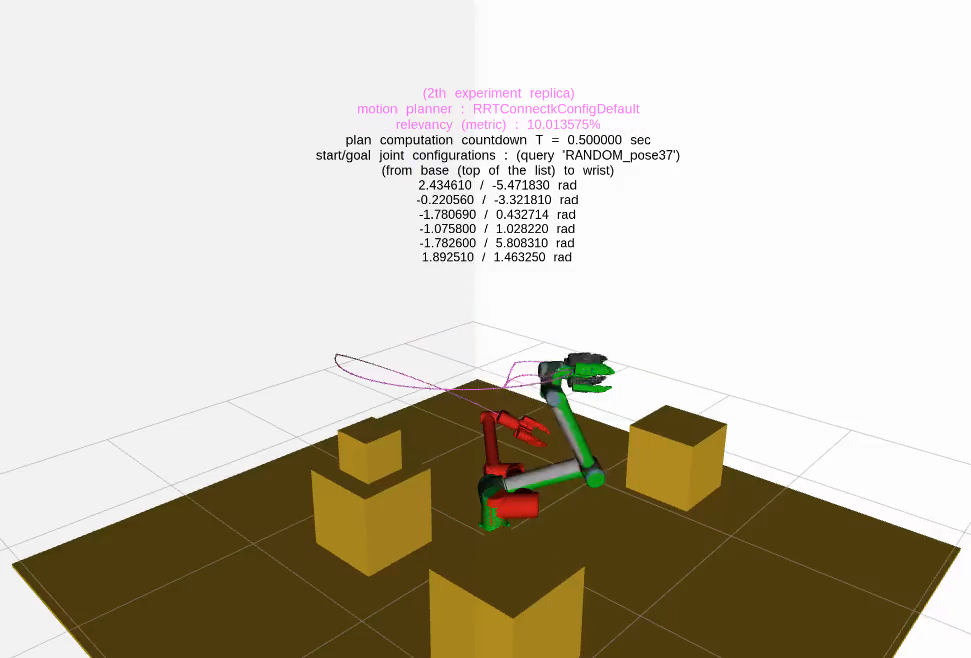 (2th experiment replica)
motion planner : RRTConnectkConfigDefault
relevancy (metric) : 10.013575%
plan computation countdown T = 0.500000 sec
start/goal joint configurations : (query 'RANDOM_pose37')
(from base (top of the list) to wrist)
2.434610 / -5.471830 rad
-0.220560 / -3.321810 rad
-1.780690 / 0.432714 rad
-1.075800 / 1.028220 rad
-1.782600 / 5.808310 rad
1.892510 / 1.463250 rad